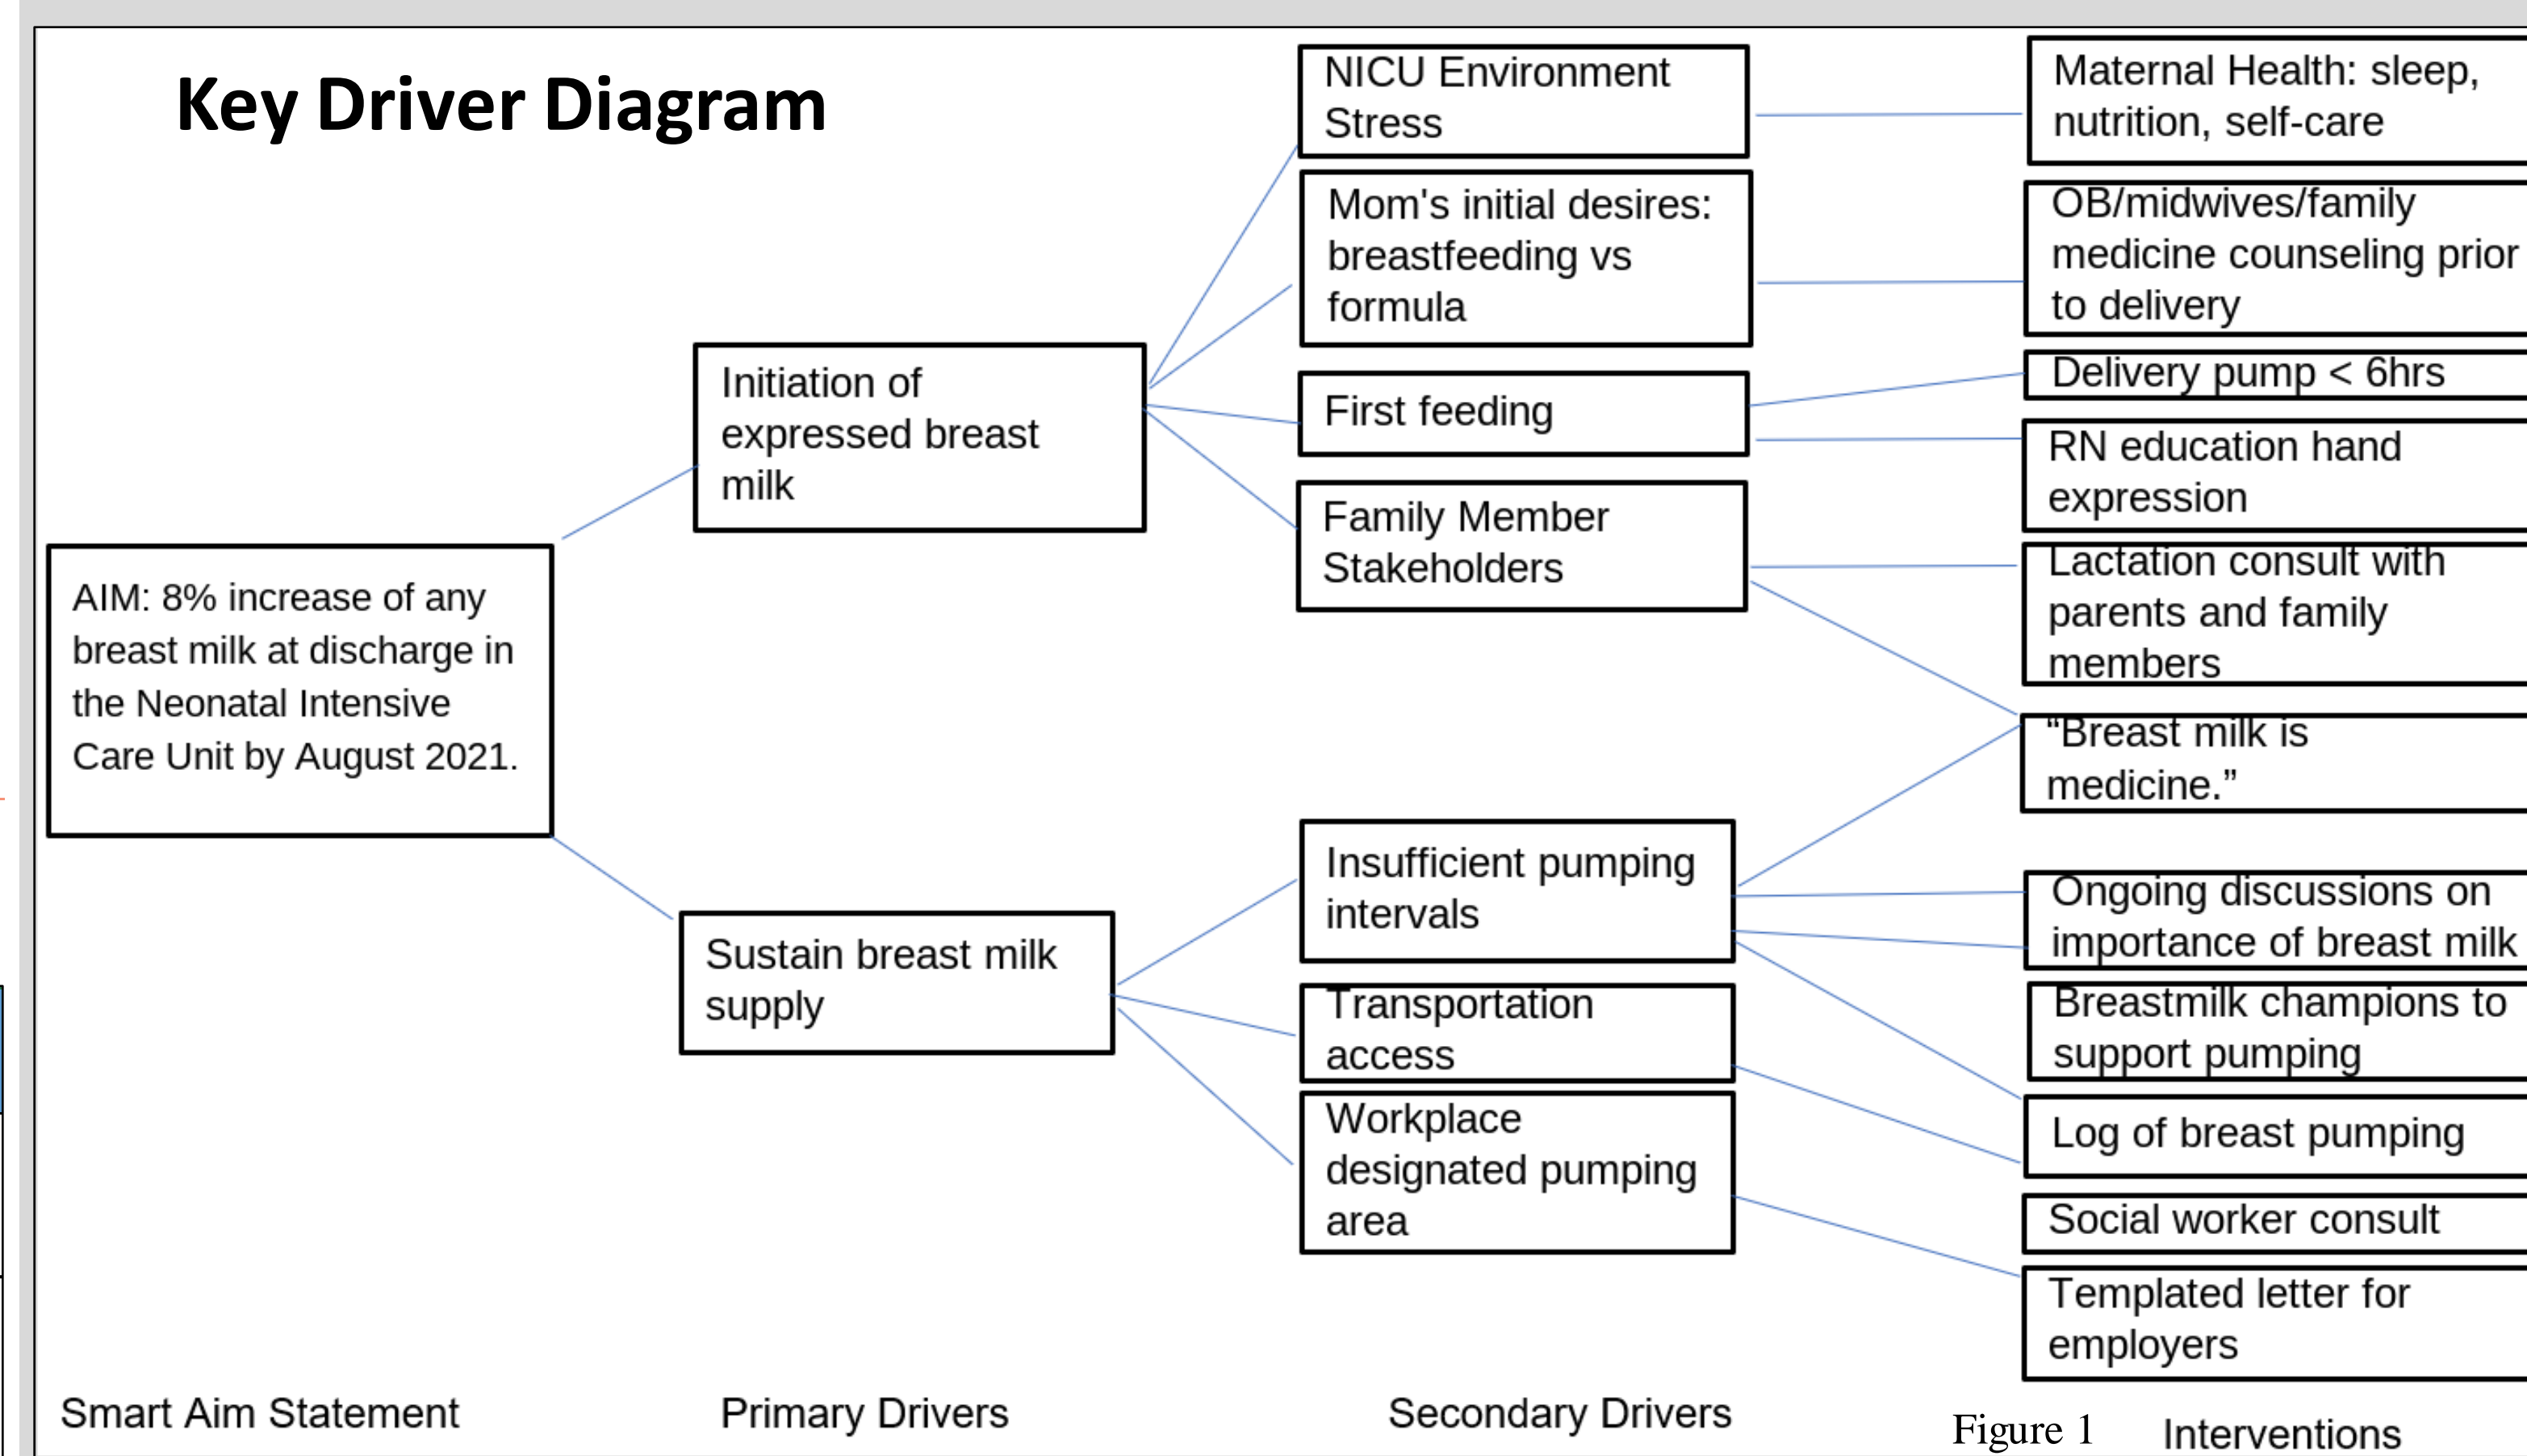 Key Driver Diagram
AIM: 8% increase of any
breast milk at discharge in
the Neonatal Intensive
Care Unit by August 2021.
Smart Aim Statement
Initiation of
expressed breast
milk
Sustain breast milk
supply
Primary Drivers
NICU Environment
Stress
Mom's initial desires:
breastfeeding vs
formula
First feeding
Family Member
Stakeholders
Insufficient pumping
intervals
Transportation
access
Workplace
designated pumping
area
Secondary Drivers
Maternal Health: sleep,
nutrition, self-care
OB/midwives/family
medicine counseling prior
to delivery
Delivery pump < 6hrs
RN education hand
expression
Lactation consult with
parents and family
members
“Breast milk is
medicine.”
Ongoing discussions on
importance of breast milk
Breastmilk champions to
support pumping
Log of breast pumping
Social worker consult
Templated letter for
employers
Figure 1
Interventions